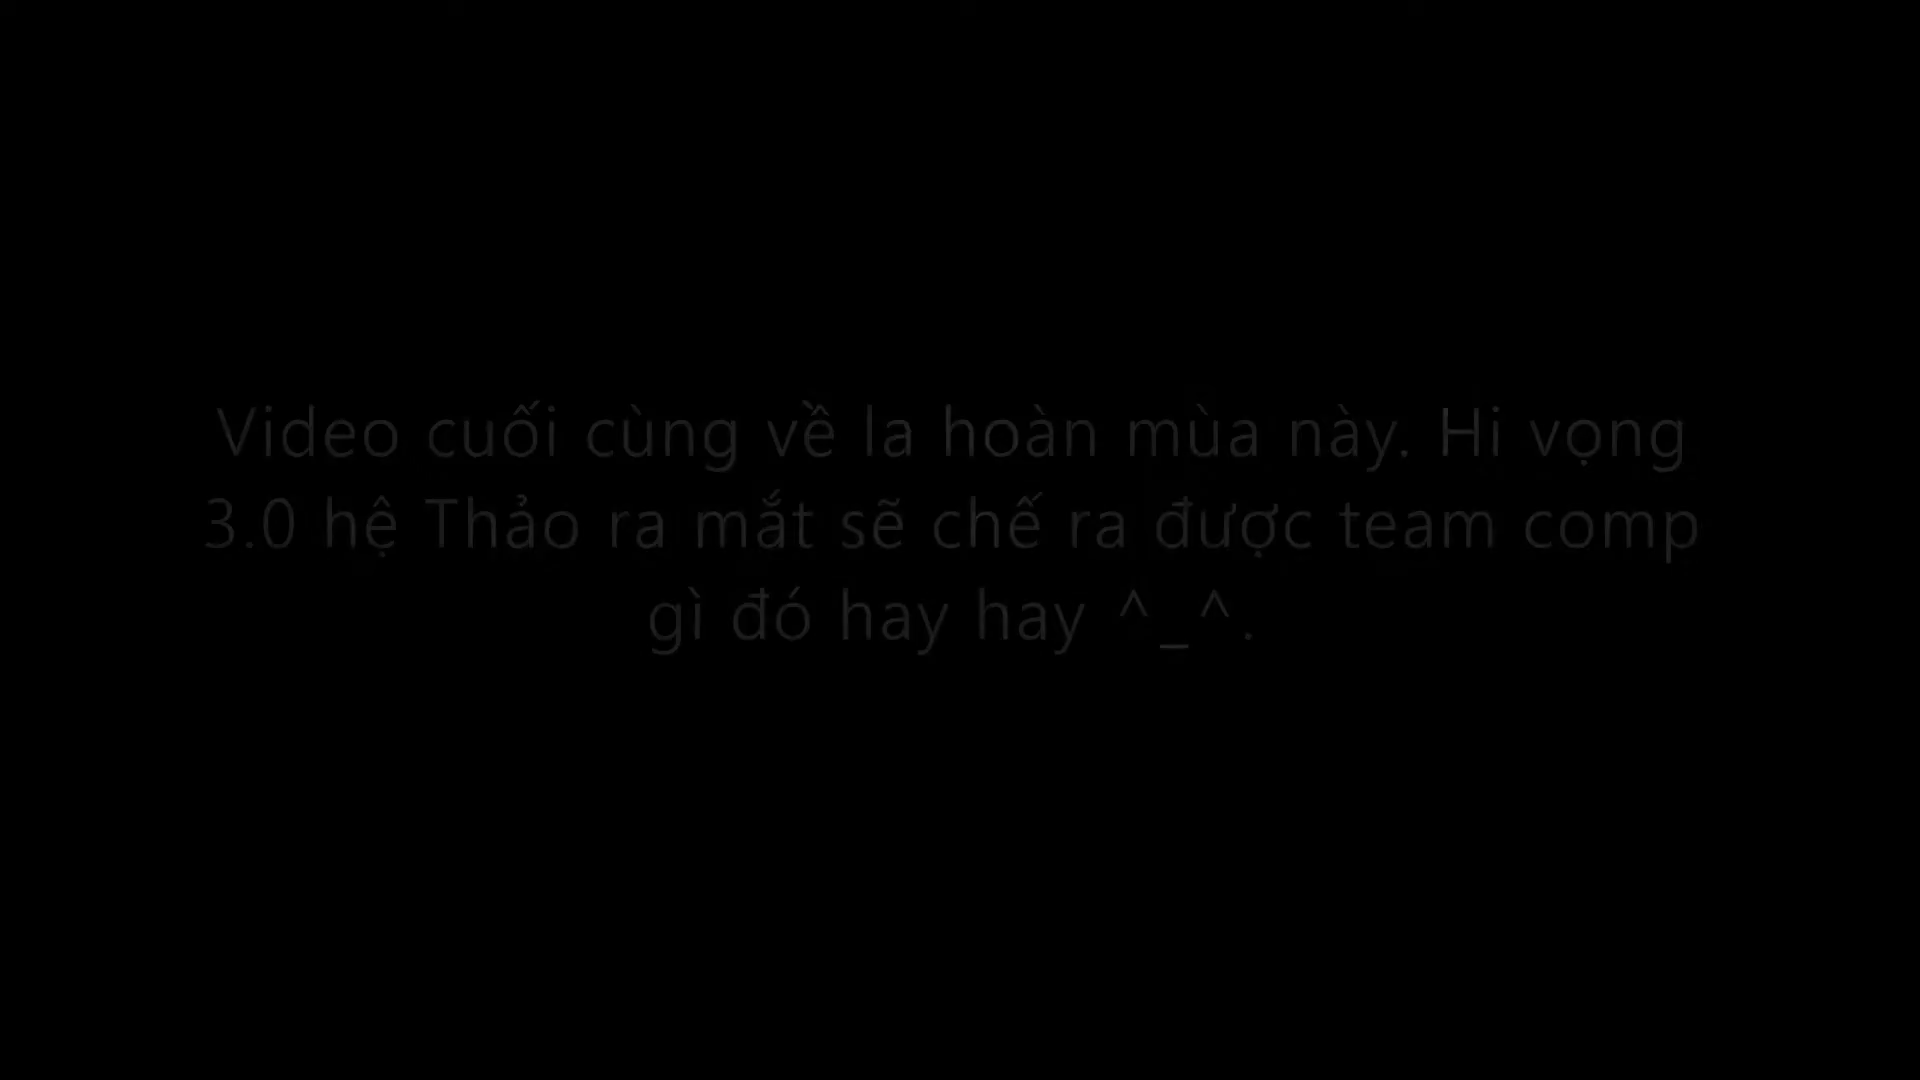 Video cuối cùng về la hoàn mùa này. Hi vọng
3.0 hệ Thảo ra mắt sẽ chế ra được team comp
gì đó hay hay ^_^.